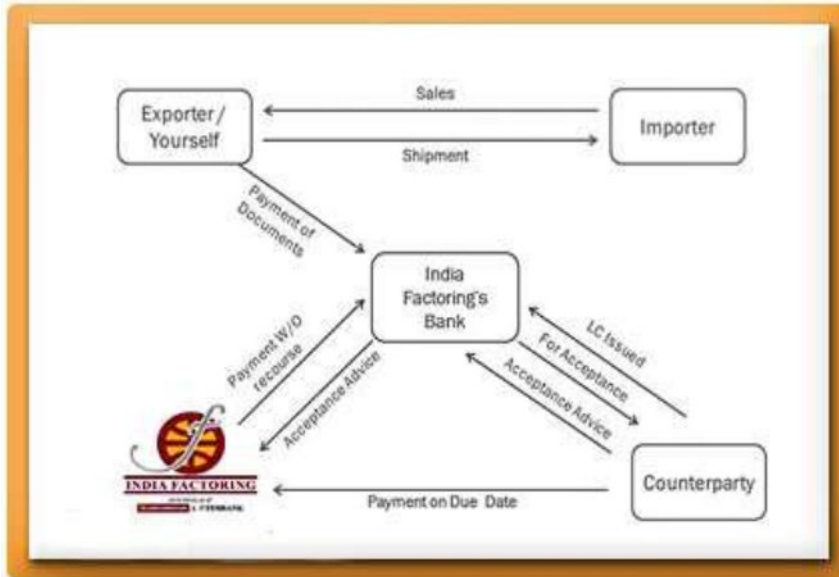 Sales
Exporter /
Yourself
Importer
Shipment
Payment of
Documents
India
Factoring's
Bank
LC Issued
For Acceptance
Acceptance Advice
Payment W/O
recourse
Acceptance Advice
INDIA FACTORING
Counterparty
Payment on Due Date